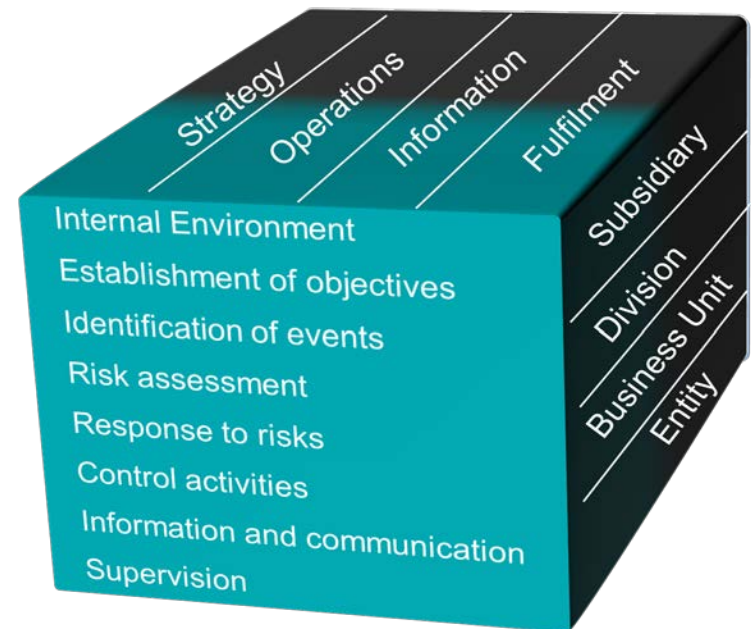 Strategy
Operations
Information
Fulfilment
Subsidiary
Division
Business Unit
Entity
Internal Environment
Establishment of objectives
Identification of events
Risk assessment
Response to risks
Control activities
Information and communication
Supervision